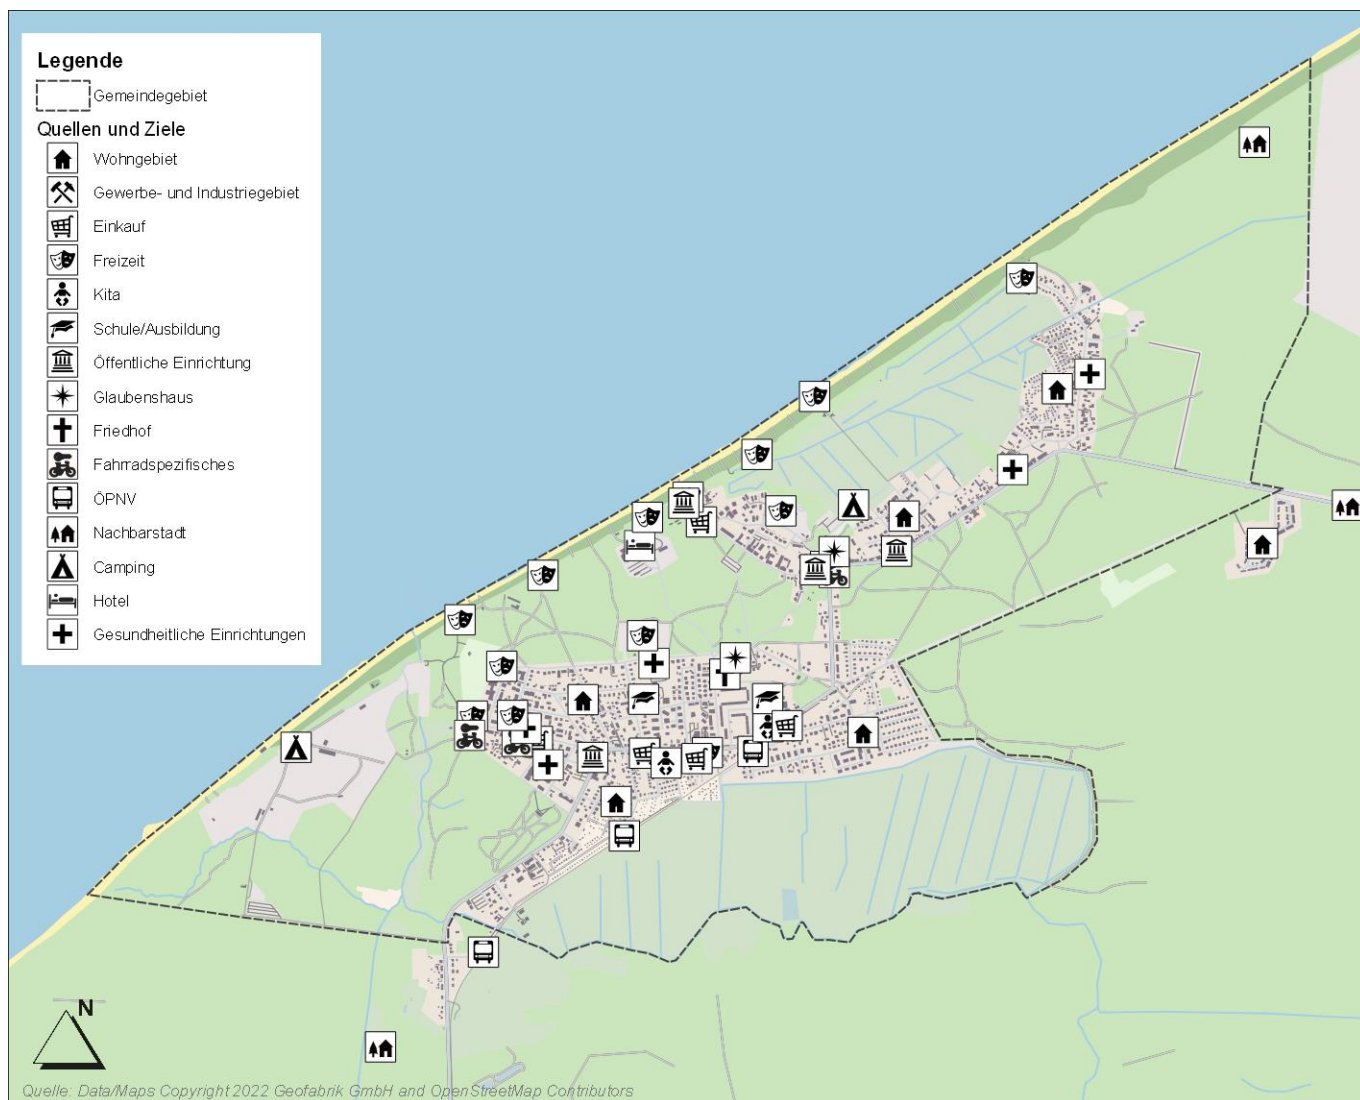 Legende
Gemeindegebiet
Quellen und Ziele
Wohngebiet
Gewerbe- und Industriegebiet
Einkauf
Freizeit
Kita
Schule/Ausbildung
Öffentliche Einrichtung
Glaubenshaus
Friedhof
Fahrradspezifisches
ÖPNV
Nachbarstadt
Camping
Hotel
Gesundheitliche Einrichtungen
N
Quelle: Data/Maps Copyright 2022 Geofabrik GmbH and OpenStreetMap Contributors